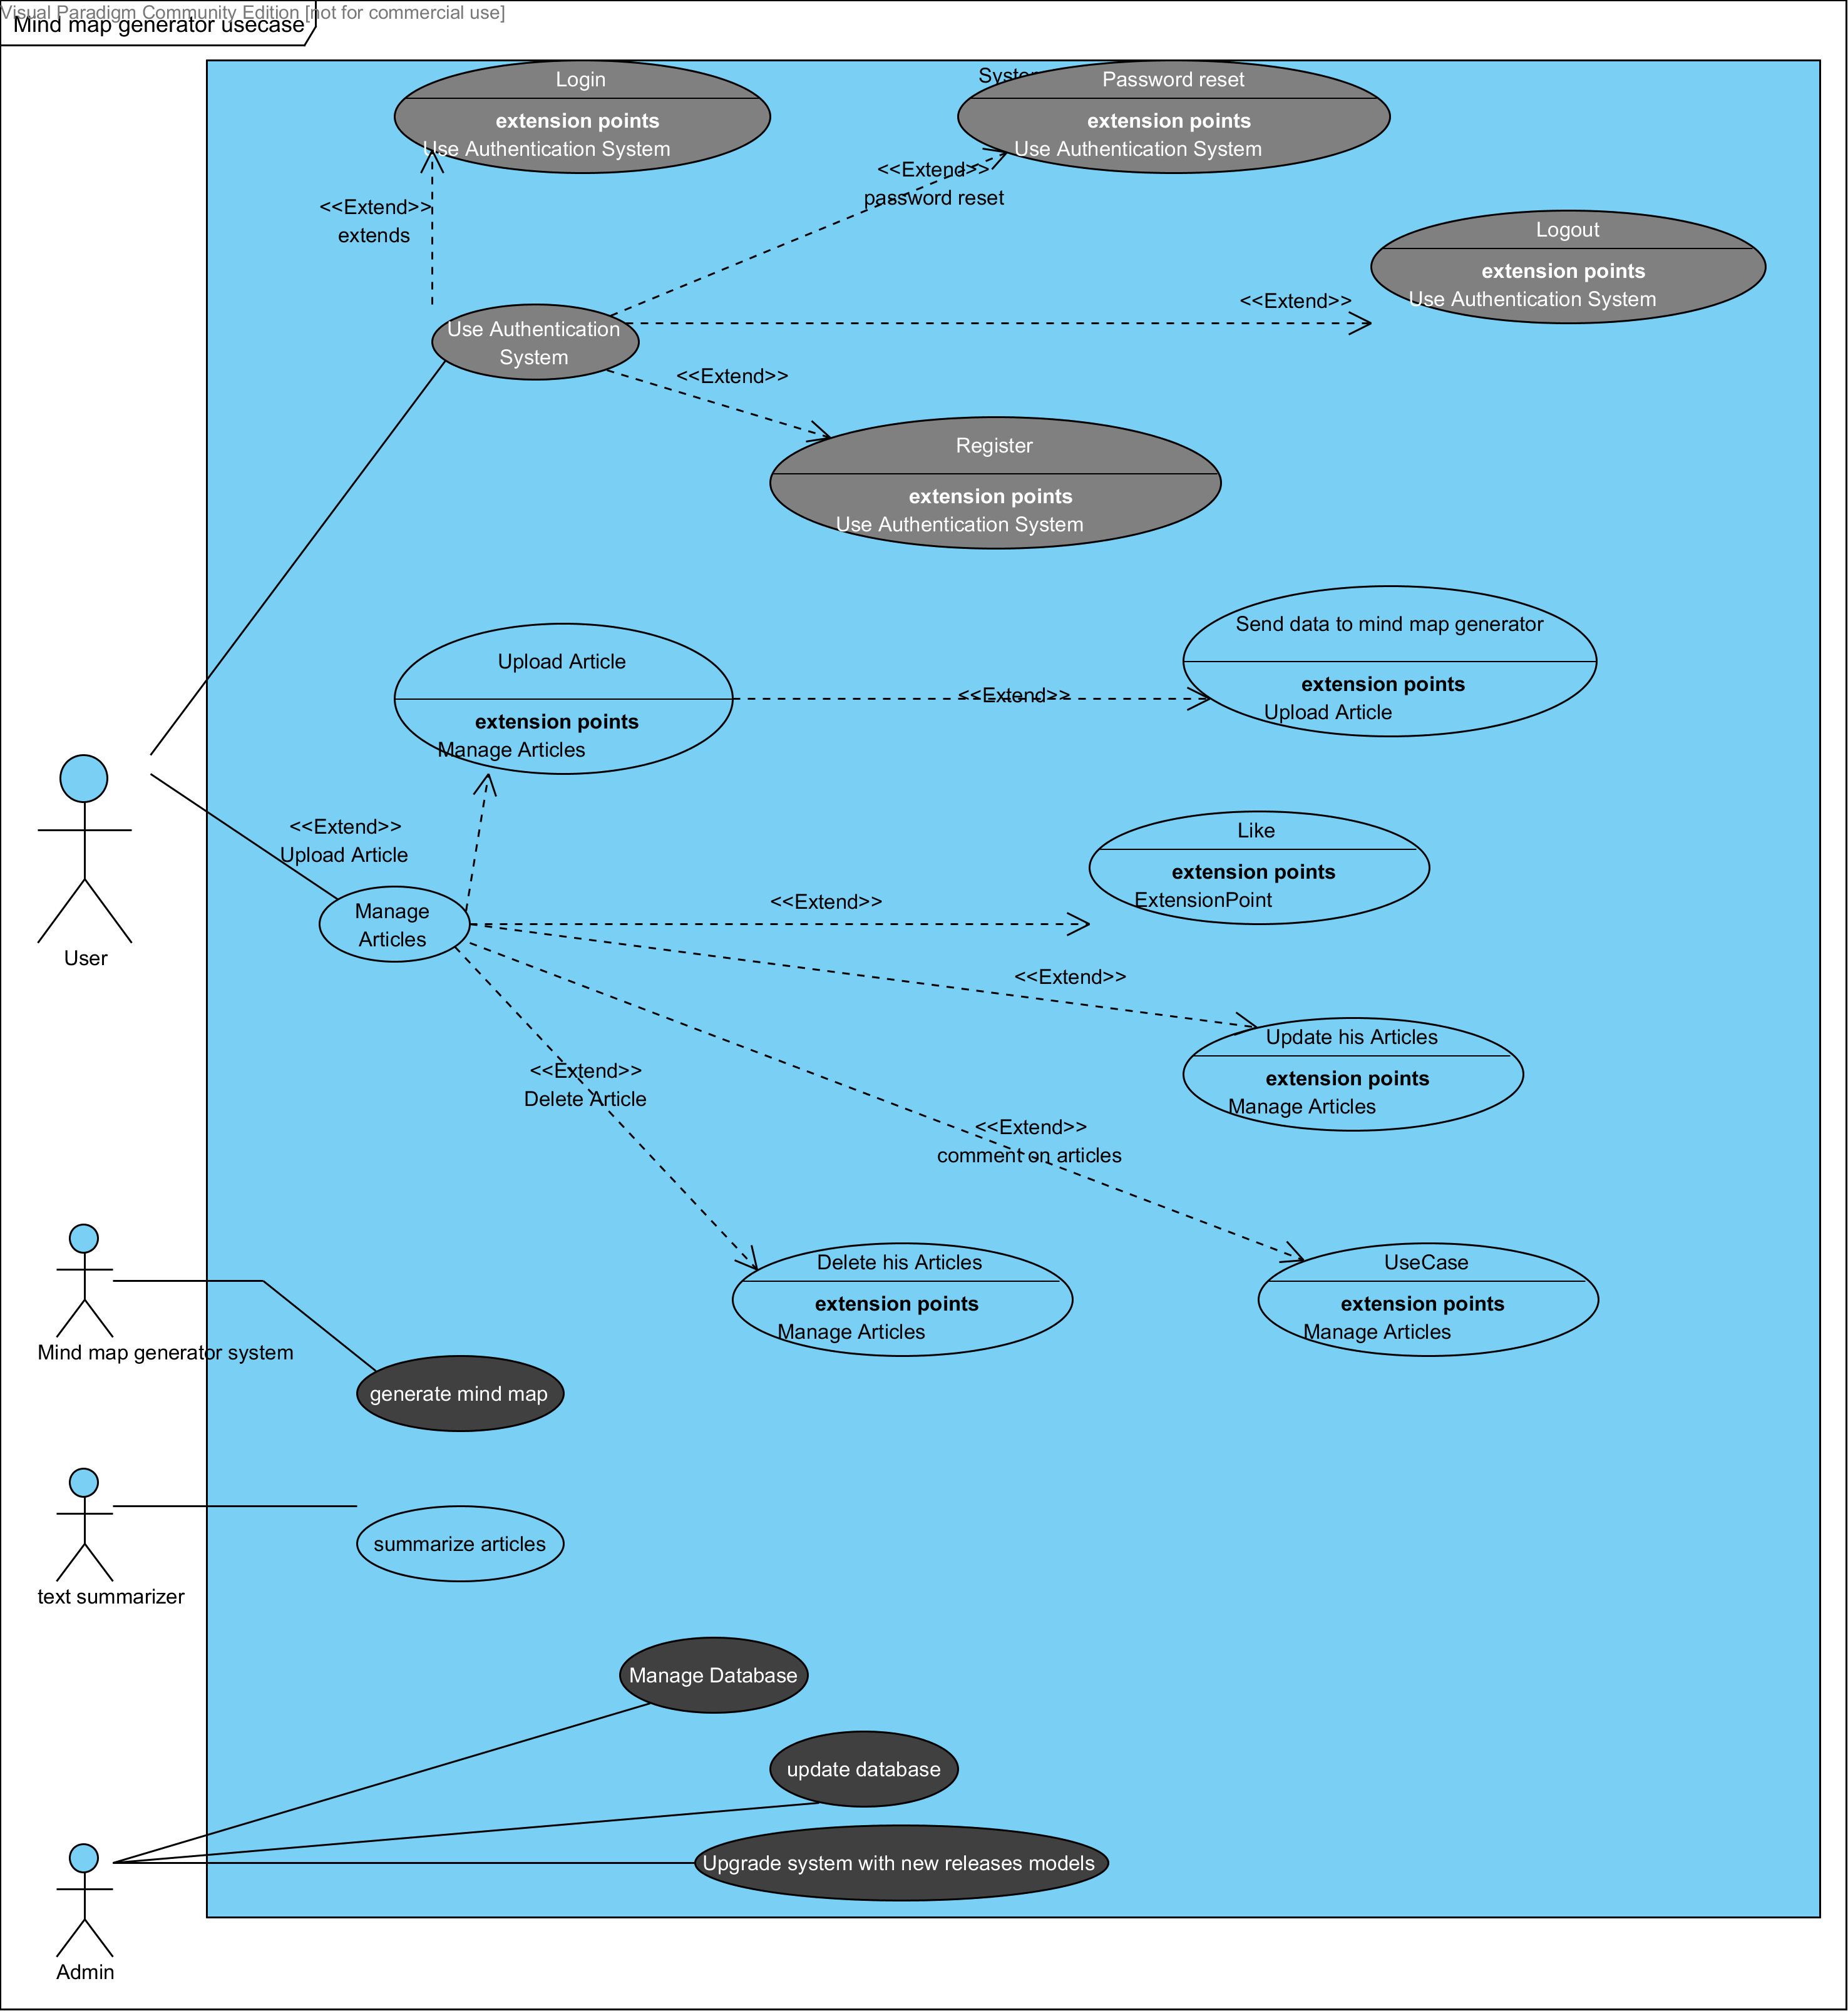 Visual Paradigm Community Edition [not for commercial use]
Mind map generator usecase
Login
extension points
Use Authentication System
Password reset
extension points
Use Authentication System
<<Extend>>
password reset
<<Extend>>
extends
Logout
extension points
Use Authentication System
<<Extend>>
Use Authentication
System
<<Extend>>
Register
extension points
Use Authentication System
Send data to mind map generator
extension points
Upload Article
Upload Article
extension points
Manage Articles
<<Extend>>
<<Extend>>
Upload Article
Like
extension points
ExtensionPoint
<<Extend>>
Manage
Articles
User
<<Extend>>
Update his Articles
extension points
Manage Articles
<<Extend>>
Delete Article
<<Extend>>
comment on articles
Delete his Articles
extension points
Manage Articles
UseCase
extension points
Manage Articles
Mind map generator system
generate mind map
summarize articles
text summarizer
Manage Database
update database
Upgrade system with new releases models
Admin